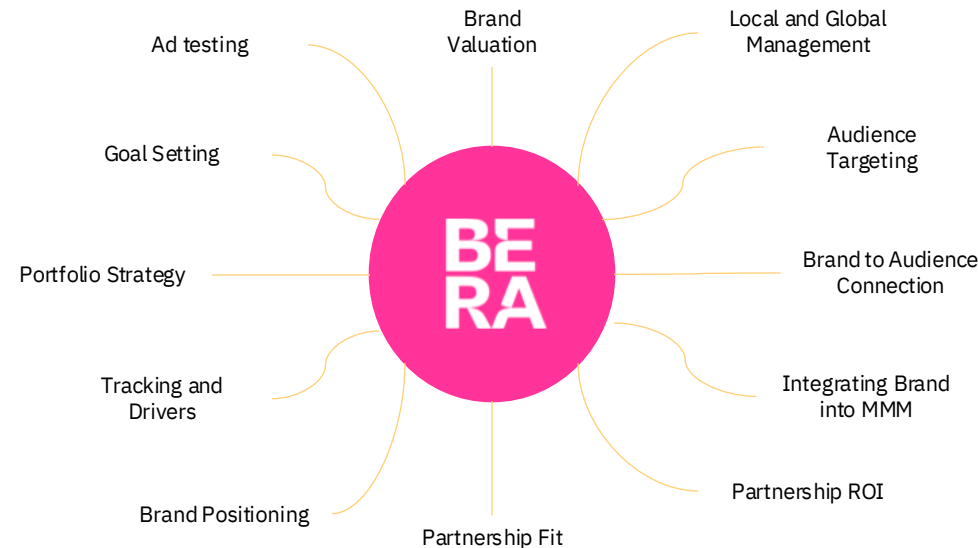 Brand
Valuation
Local and Global
Management
Ad testing
Audience
Targeting
Goal Setting
BE
RA
Brand to Audience
Connection
Portfolio Strategy
Integrating Brand
into MMM
Tracking and
Drivers
Partnership ROI
Brand Positioning
Partnership Fit